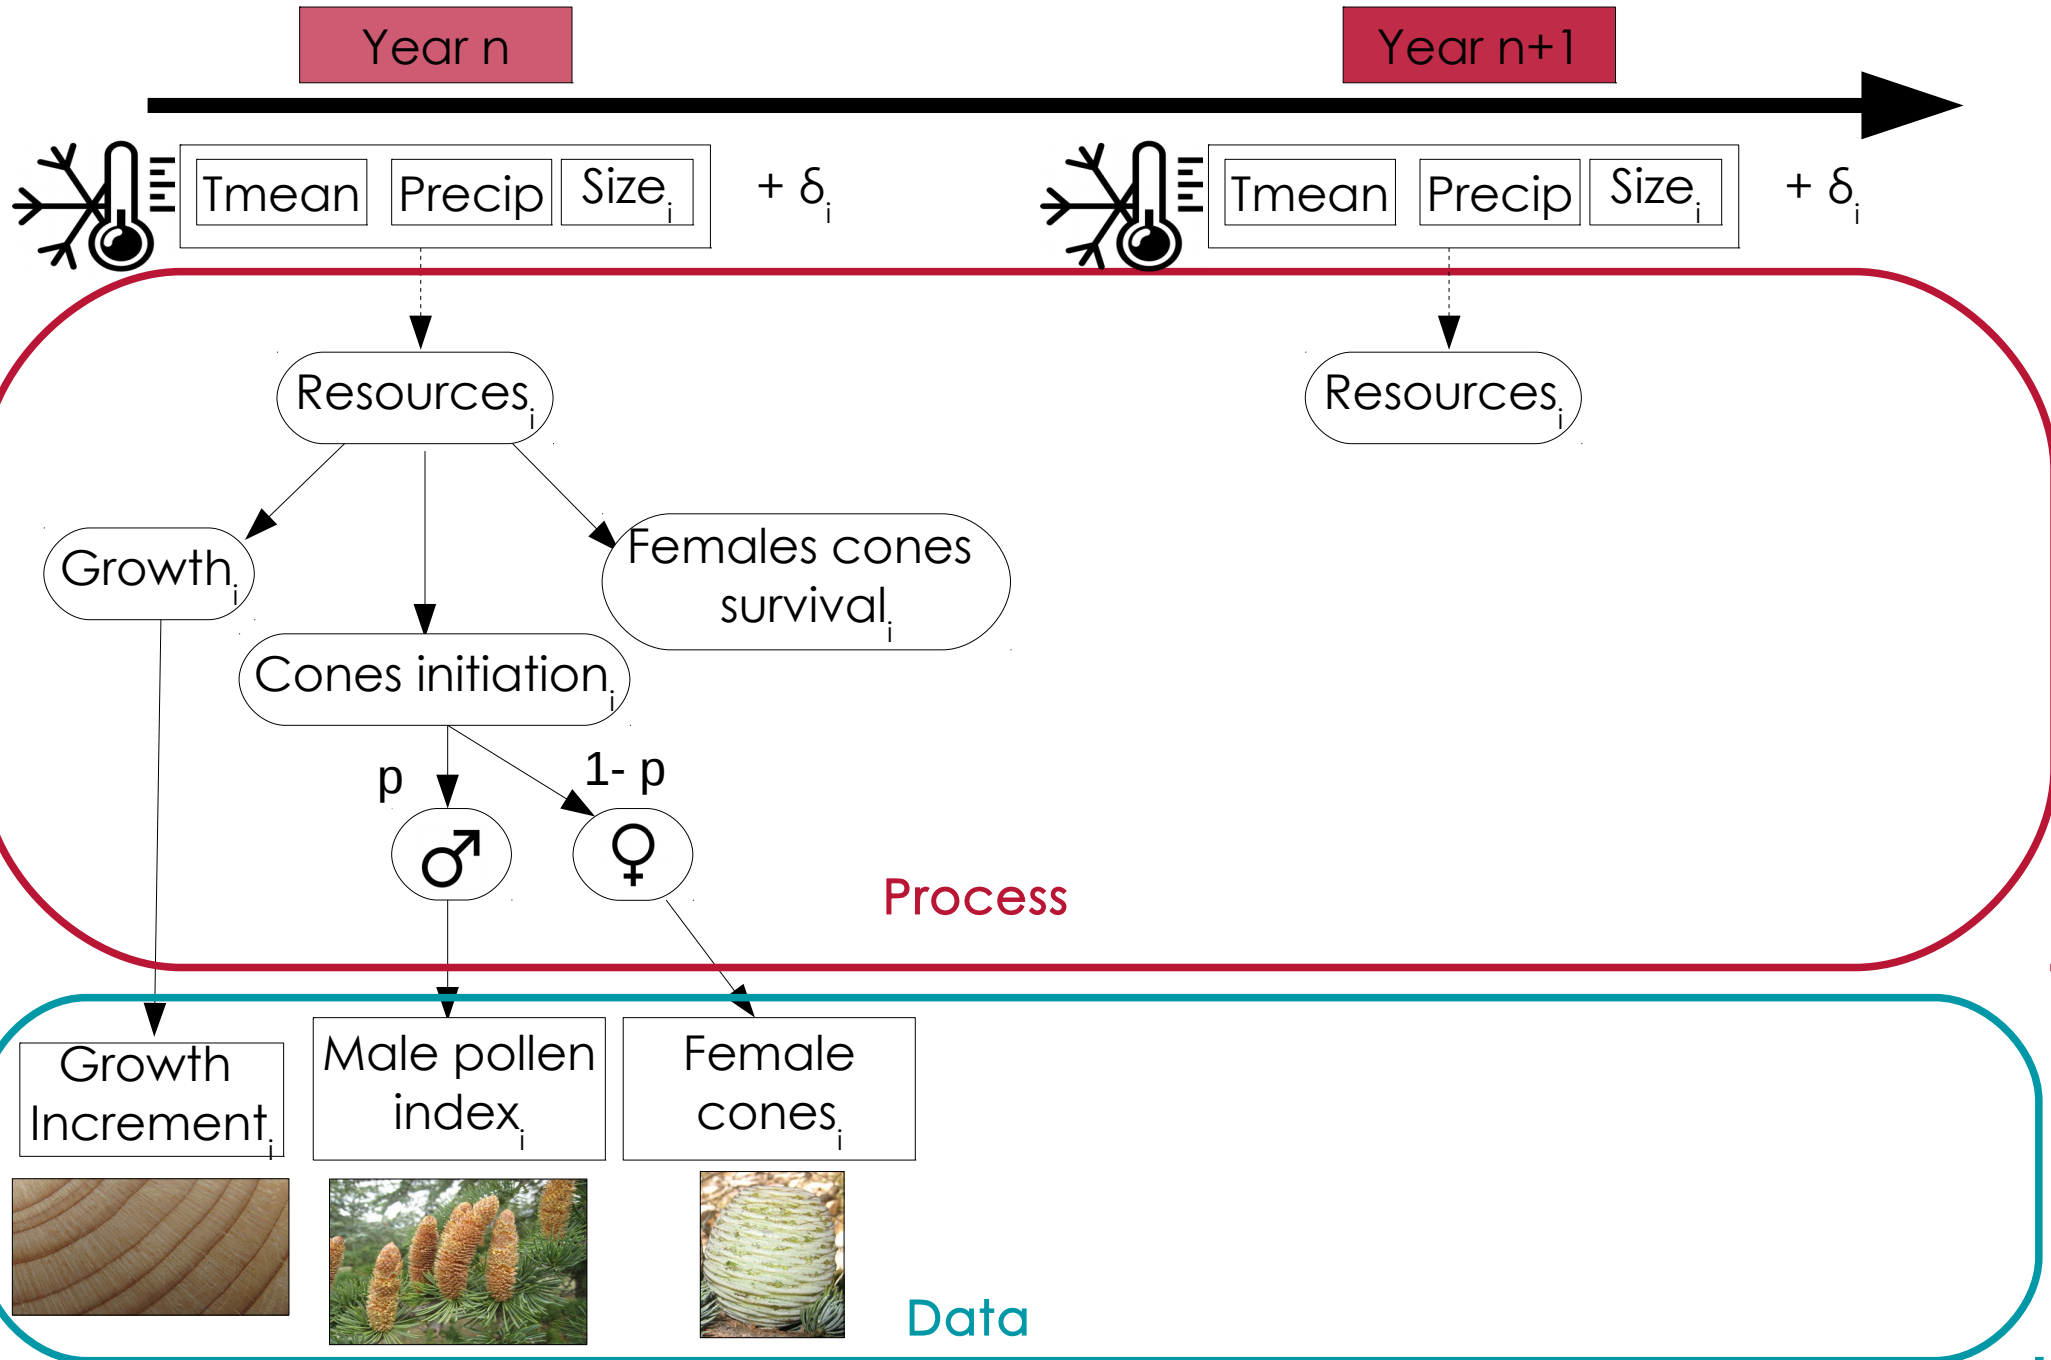 Year n
Year n+1
Tmean Precip Sizeᵢ + δᵢ
Tmean Precip Sizeᵢ + δᵢ
Resourcesᵢ
Resourcesᵢ
Growthᵢ
Females cones
survivalᵢ
Cones initiationᵢ
p
1- p
♂
♀
Process
Growth
Incrementᵢ
Male pollen
indexᵢ
Female
conesᵢ
Data